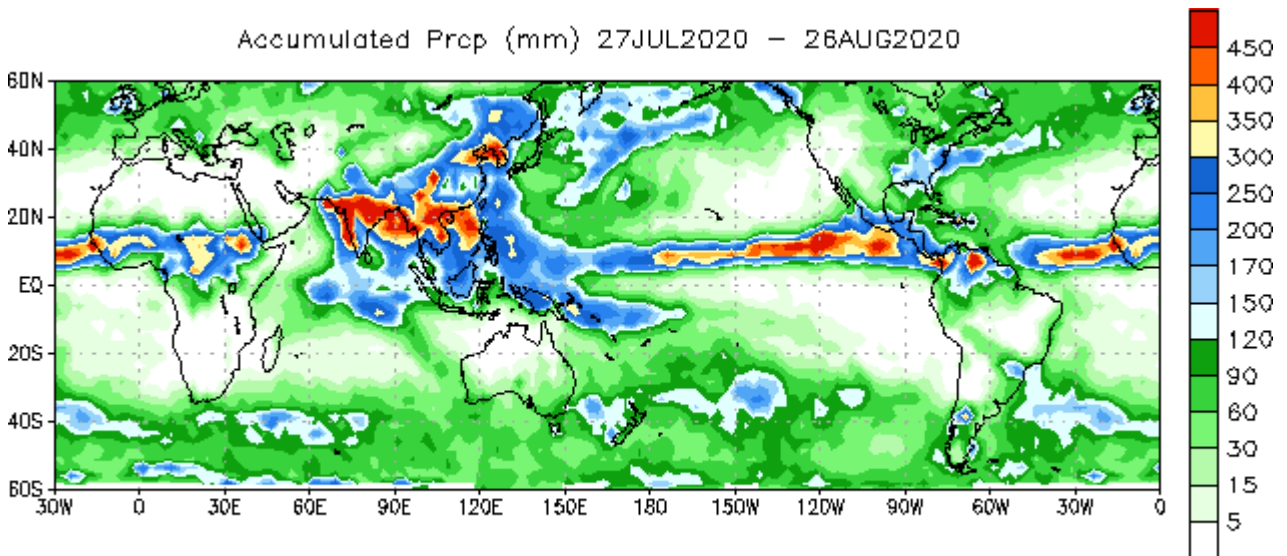 Accumulated Prcp (mm) 27JUL2020 – 26AUG2020
60N
40N
20N
EQ
20S
40S
60S
30W 0 30E 60E 90E 120E 150E 180 150W 120W 90W 60W 30W 0
450
400
350
300
250
200
170
150
120
90
60
30
15
5